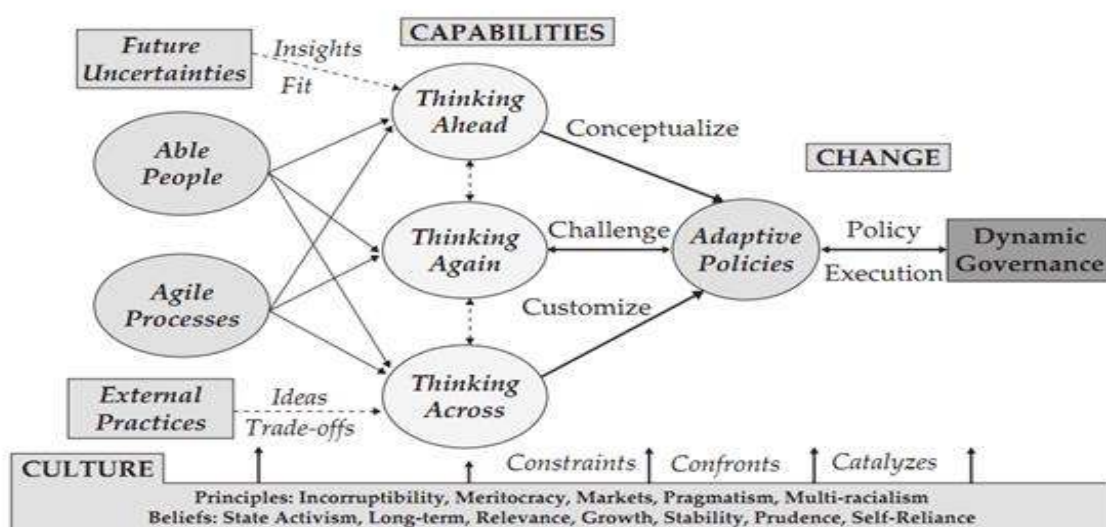 CAPABILITIES
Future
Uncertainties
Insights
Fit
Thinking
Ahead
Conceptualize
Able
People
CHANGE
Thinking
Again
Challenge
Adaptive
Policies
Policy
Execution
Dynamic
Governance
Agile
Processes
Customize
Thinking
Across
External
Practices
Ideas
Trade-offs
CULTURE
Constraints
Confronts
Catalyzes
Principles: Incorruptibility, Meritocracy, Markets, Pragmatism, Multi-racialism
Beliefs: State Activism, Long-term, Relevance, Growth, Stability, Prudence, Self-Reliance